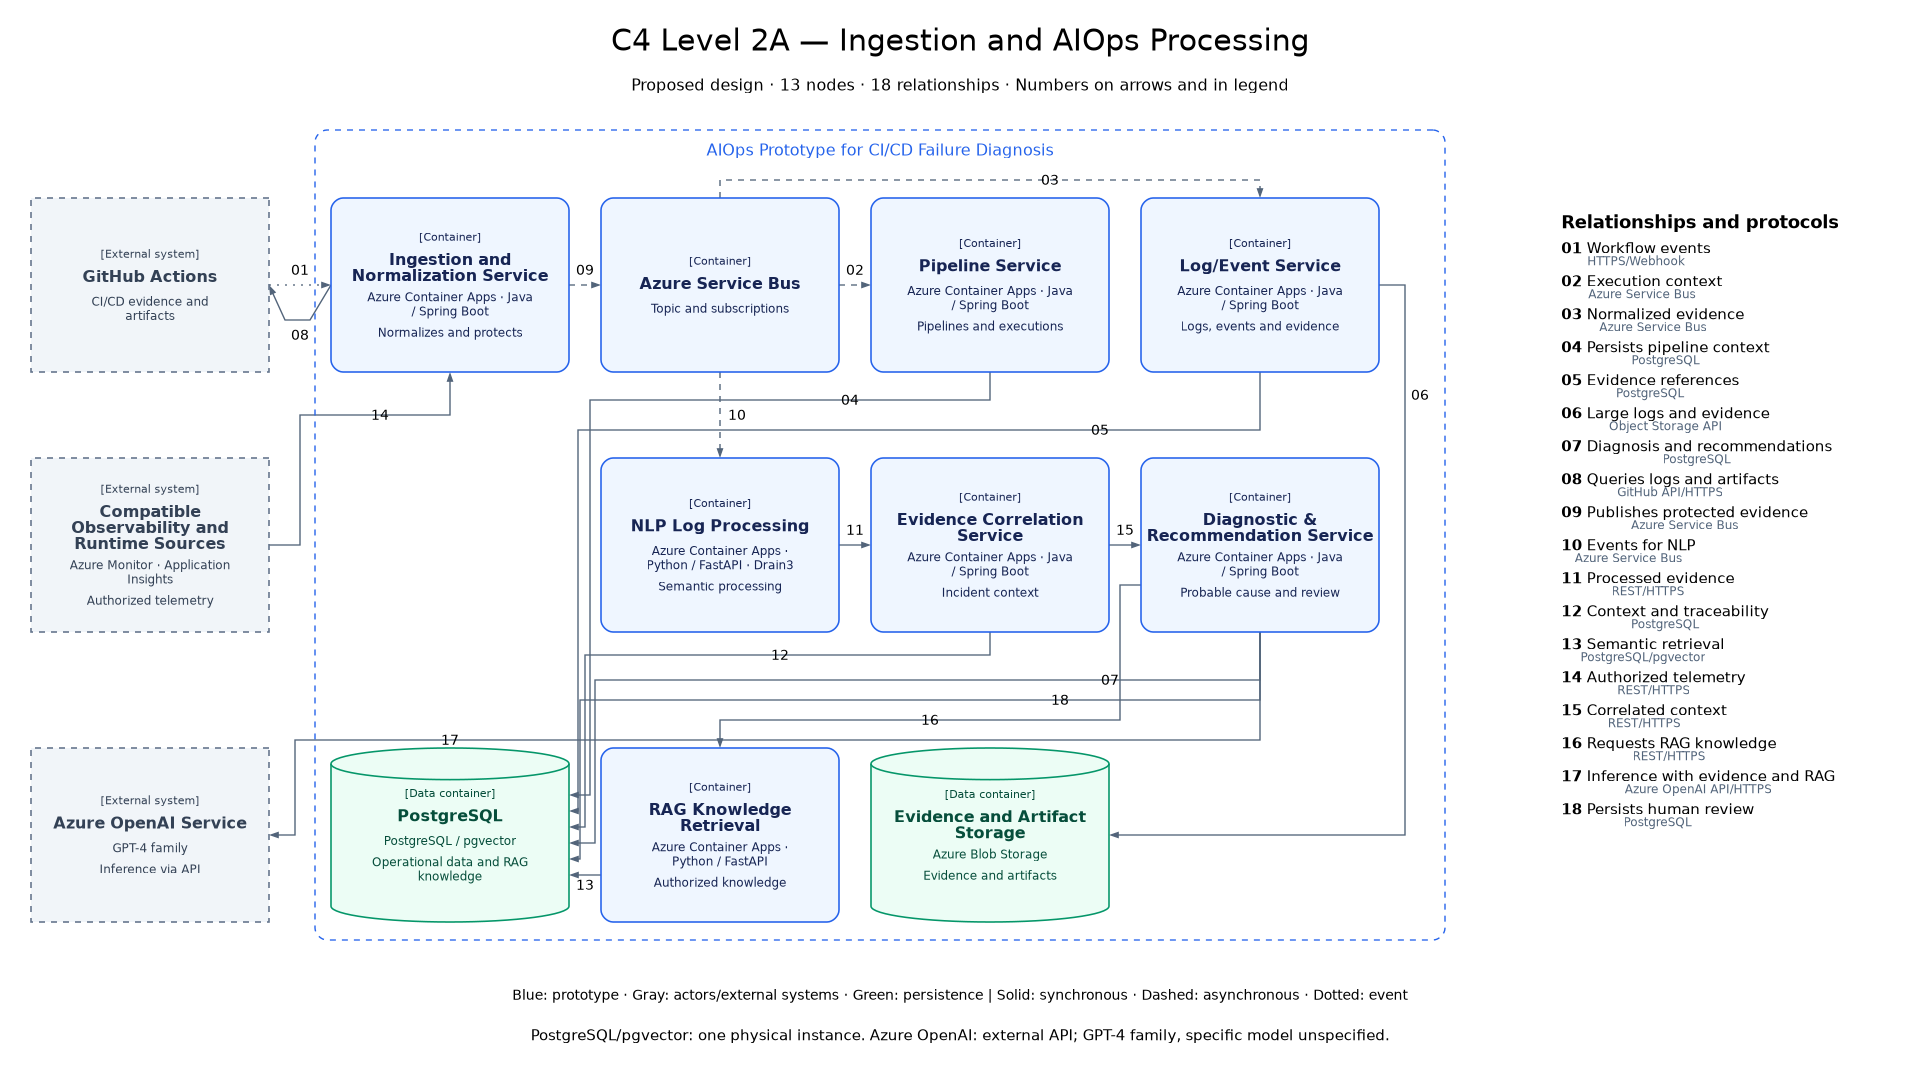 C4 Level 2A — Ingestion and AIOps Processing
Proposed design · 13 nodes · 18 relationships · Numbers on arrows and in legend
AIOps Prototype for CI/CD Failure Diagnosis
03
[External system]
GitHub Actions
CI/CD evidence and
artifacts
01
08
[Container]
Ingestion and
Normalization Service
Azure Container Apps · Java
/ Spring Boot
Normalizes and protects
09
[Container]
Azure Service Bus
Topic and subscriptions
02
[Container]
Pipeline Service
Azure Container Apps · Java
/ Spring Boot
Pipelines and executions
[Container]
Log/Event Service
Azure Container Apps · Java
/ Spring Boot
Logs, events and evidence
06
14
10
04
05
[External system]
Compatible
Observability and
Runtime Sources
Azure Monitor · Application
Insights
Authorized telemetry
[Container]
NLP Log Processing
Azure Container Apps ·
Python / FastAPI · Drain3
Semantic processing
11
[Container]
Evidence Correlation
Service
Azure Container Apps · Java
/ Spring Boot
Incident context
15
[Container]
Diagnostic &
Recommendation Service
Azure Container Apps · Java
/ Spring Boot
Probable cause and review
12
07
18
16
17
[External system]
Azure OpenAI Service
GPT-4 family
Inference via API
[Data container]
PostgreSQL
PostgreSQL / pgvector
Operational data and RAG
knowledge
13
[Container]
RAG Knowledge
Retrieval
Azure Container Apps ·
Python / FastAPI
Authorized knowledge
[Data container]
Evidence and Artifact
Storage
Azure Blob Storage
Evidence and artifacts
Relationships and protocols
01 Workflow events
HTTPS/Webhook
02 Execution context
Azure Service Bus
03 Normalized evidence
Azure Service Bus
04 Persists pipeline context
PostgreSQL
05 Evidence references
PostgreSQL
06 Large logs and evidence
Object Storage API
07 Diagnosis and recommendations
PostgreSQL
08 Queries logs and artifacts
GitHub API/HTTPS
09 Publishes protected evidence
Azure Service Bus
10 Events for NLP
Azure Service Bus
11 Processed evidence
REST/HTTPS
12 Context and traceability
PostgreSQL
13 Semantic retrieval
PostgreSQL/pgvector
14 Authorized telemetry
REST/HTTPS
15 Correlated context
REST/HTTPS
16 Requests RAG knowledge
REST/HTTPS
17 Inference with evidence and RAG
Azure OpenAI API/HTTPS
18 Persists human review
PostgreSQL
Blue: prototype · Gray: actors/external systems · Green: persistence | Solid: synchronous · Dashed: asynchronous · Dotted: event
PostgreSQL/pgvector: one physical instance. Azure OpenAI: external API; GPT-4 family, specific model unspecified.